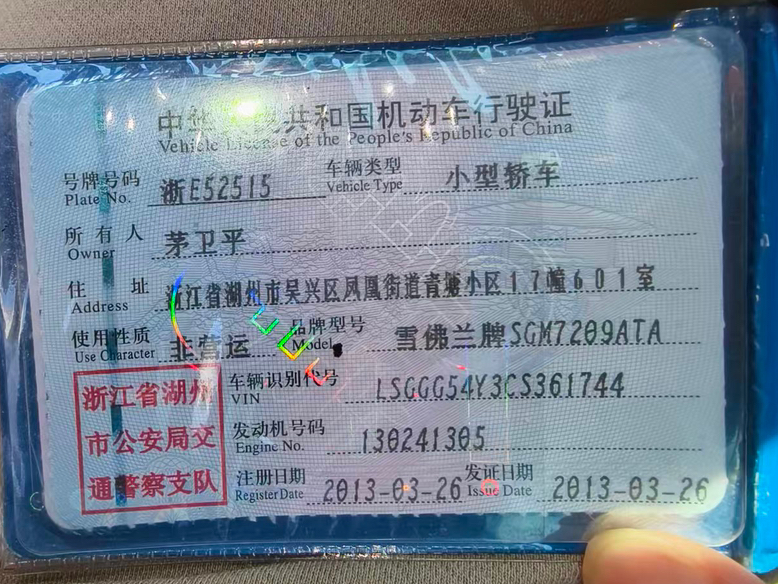 中华人民共和国机动车行驶证
Vehicle License of the People's Republic of China
号牌号码 浙E52515 车辆类型 小型轿车
Plate No. Vehicle Type
所有人 茅卫平
Owner
住址 浙江省湖州市吴兴区凤凰街道青塘小区17幢601室
Address
使用性质 非营运 品牌型号 雪佛兰牌SGM7209ATA
Use Character Model
浙江省湖州 车辆识别代号 LSGGG54Y3CS361744
VIN
市公安局交 发动机号码 130241305
Engine No.
通警察支队 注册日期 2013-03-26 发证日期 2013-03-26
Register Date Issue Date